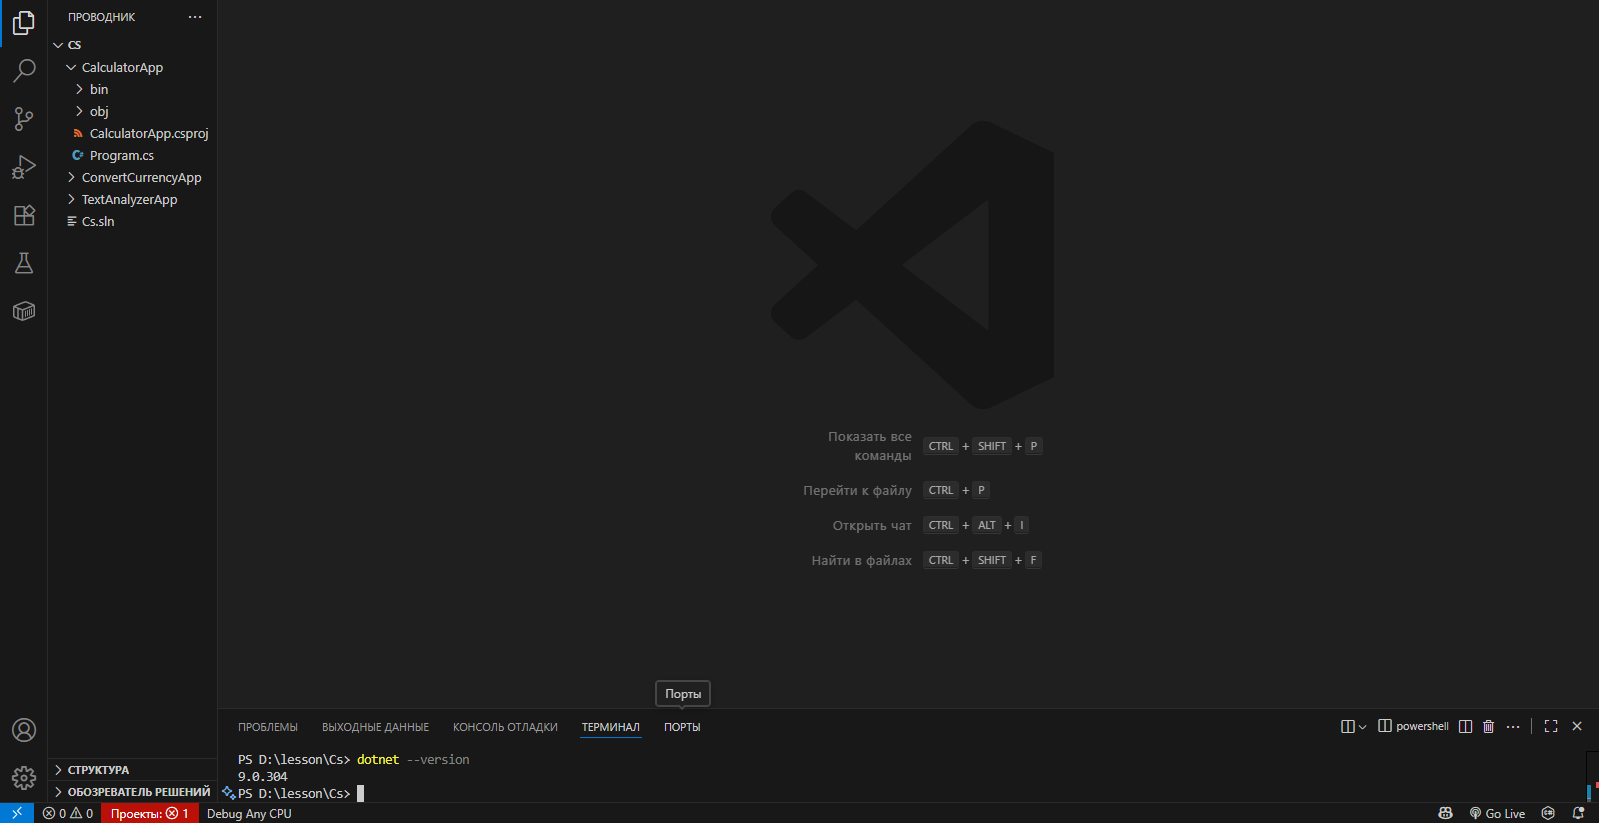 ПРОВОДНИК
CS
CalculatorApp
bin
obj
CalculatorApp.csproj
C# Program.cs
ConvertCurrencyApp
TextAnalyzerApp
Cs.sln
Показать все команды CTRL + SHIFT + P
Перейти к файлу CTRL + P
Открыть чат CTRL + ALT + I
Найти в файлах CTRL + SHIFT + F
Порты
ПРОБЛЕМЫ ВЫХОДНЫЕ ДАННЫЕ КОНСОЛЬ ОТЛАДКИ ТЕРМИНАЛ ПОРТЫ powershell
PS D:\lesson\Cs> dotnet --version
9.0.304
PS D:\lesson\Cs>
СТРУКТУРА
ОБОЗРЕВАТЕЛЬ РЕШЕНИЙ
0 0 Проекты: 1 Debug Any CPU Go Live